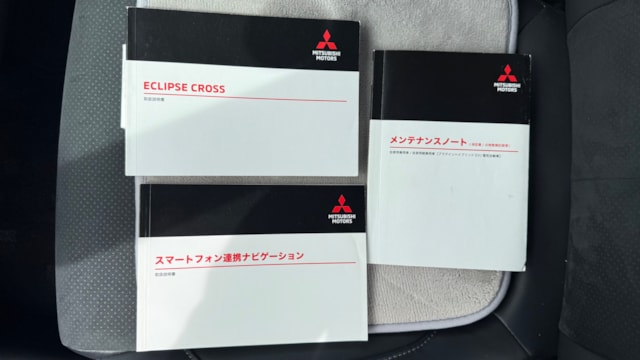 MITSUBISHI
MOTORS
ECLIPSE CROSS
取扱説明書
MITSUBISHI
MOTORS
メンテナンスノート
MITSUBISHI
MOTORS
スマートフォン連携ナビゲーション
取扱説明書